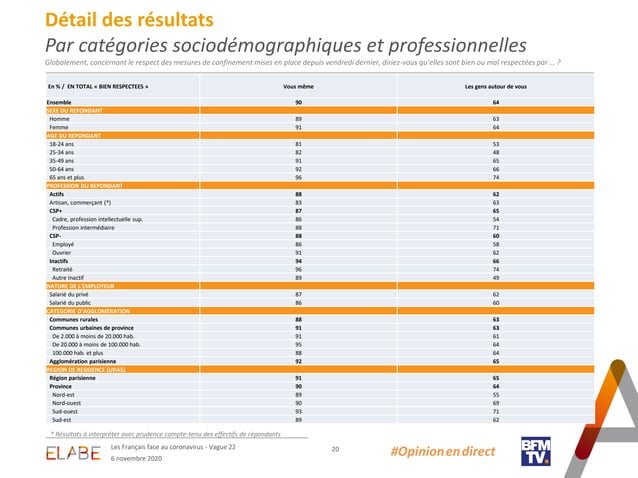 Détail des résultats
Par catégories sociodémographiques et professionnelles
Globalement, concernant le respect des mesures de confinement mises en place depuis vendredi dernier, diriez-vous qu'elles sont bien ou mal respectées par … ?
En % / EN TOTAL « BIEN RESPECTEES » Vous même Les gens autour de vous
Ensemble 90 64
SEXE DU REPONDANT
Homme 89 63
Femme 91 64
AGE DU REPONDANT
18-24 ans 81 53
25-34 ans 82 48
35-49 ans 91 65
50-64 ans 92 66
65 ans et plus 96 74
PROFESSION DU REPONDANT
Actifs 88 62
Artisan, commerçant (*) 83 63
CSP+ 87 65
Cadre, profession intellectuelle sup. 86 54
Profession intermédiaire 88 71
CSP- 88 60
Employé 86 58
Ouvrier 91 62
Inactifs 94 66
Retraité 96 74
Autre Inactif 89 49
NATURE DE L'EMPLOYEUR
Salarié du privé 87 62
Salarié du public 86 60
CATEGORIE D'AGGLOMERATION
Communes rurales 88 63
Communes urbaines de province 91 63
De 2.000 à moins de 20.000 hab. 91 61
De 20.000 à moins de 100.000 hab. 95 64
100.000 hab. et plus 88 64
Agglomération parisienne 92 65
REGION DE RESIDENCE (UDA5)
Région parisienne 91 65
Province 90 64
Nord-est 89 55
Nord-ouest 90 69
Sud-ouest 93 71
Sud-est 89 62
* Résultats à interpréter avec prudence compte-tenu des effectifs de répondants
ELABE
Les Français face au coronavirus - Vague 22
6 novembre 2020
20
#Opinion en direct
BFM
TV.